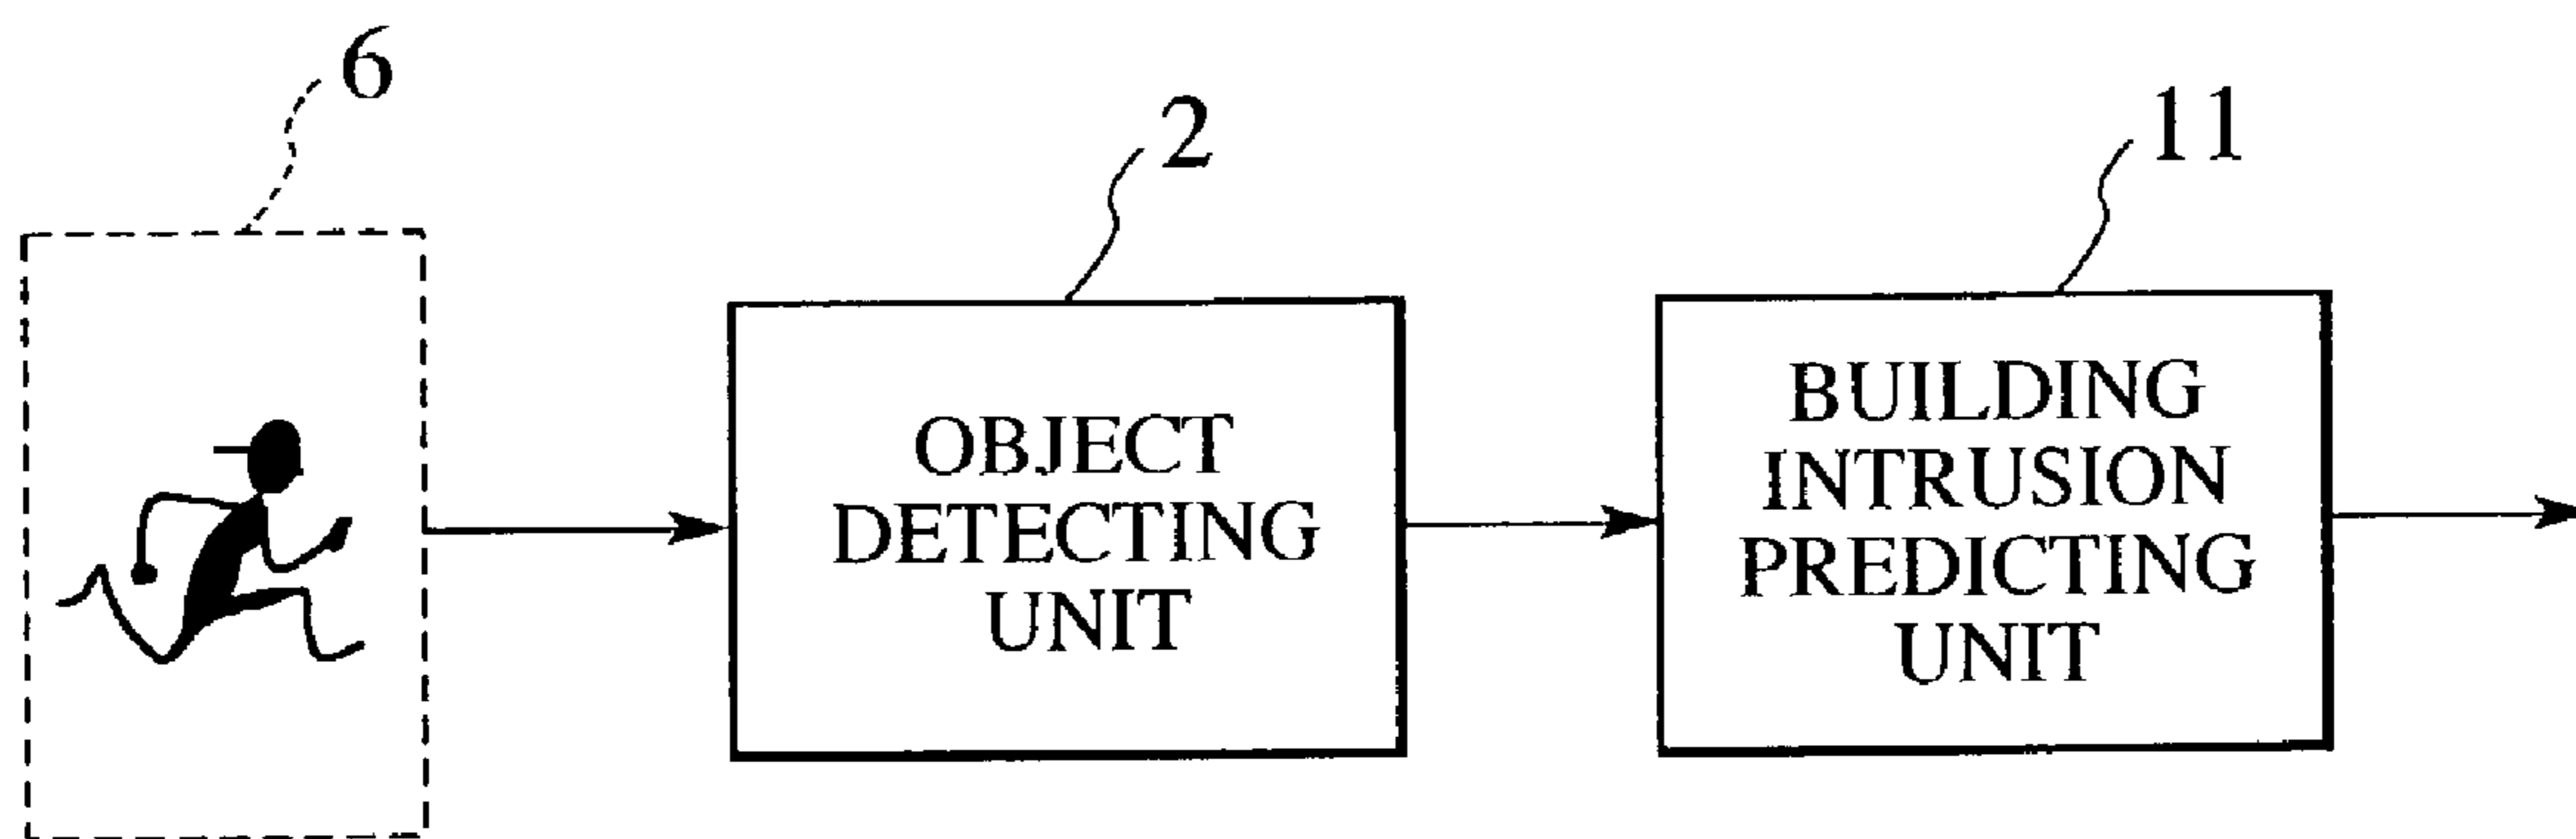 6
2
11
OBJECT
DETECTING
UNIT
BUILDING
INTRUSION
PREDICTING
UNIT